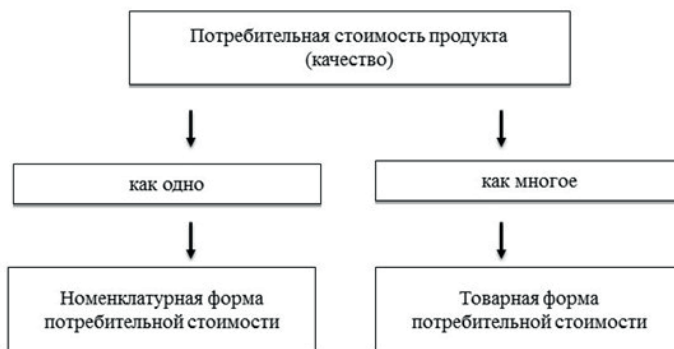 Потребительная стоимость продукта
(качество)
как одно
как многое
Номенклатурная форма
потребительной стоимости
Товарная форма
потребительной стоимости